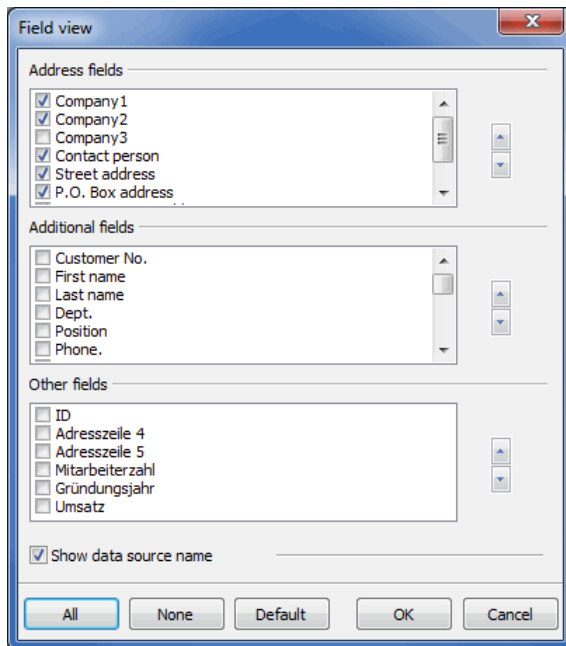 Field view
Address fields
Company1
Company2
Company3
Contact person
Street address
P.O. Box address
Additional fields
Customer No.
First name
Last name
Dept.
Position
Phone.
Other fields
ID
Adresszeile 4
Adresszeile 5
Mitarbeiterzahl
Gründungsjahr
Umsatz
Show data source name
All None Default OK Cancel